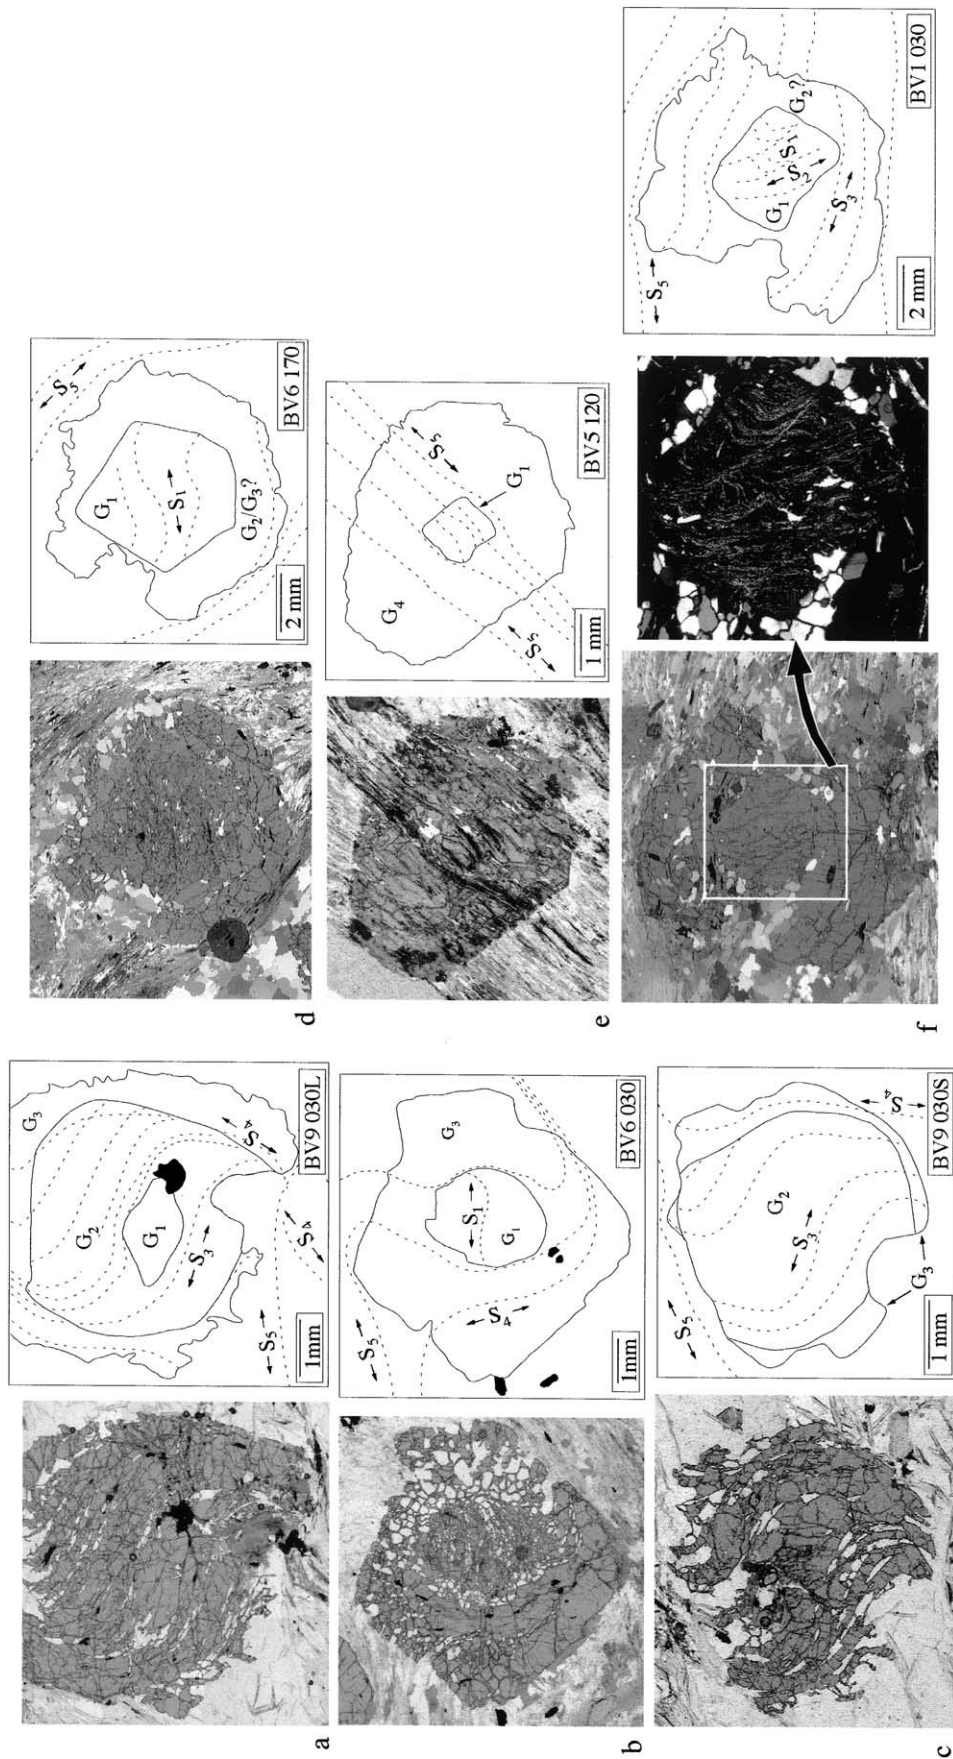 a
G₃
G₂
G₁
S₃
S₄
S₄
S₅
1mm
BV9 030L
b
G₃
S₁
G₁
S₄
S₅
1mm
BV6 030
c
G₂
S₃
S₄
S₅
G₃
1 mm
BV9 030S
d
S₅
G₁
S₁
G₂/G₃?
2 mm
BV6 170
e
G₄
S₅
G₁
S₅
1 mm
BV5 120
f
S₅
G₂?
G₁
S₁
S₂
S₃
2 mm
BV1 030